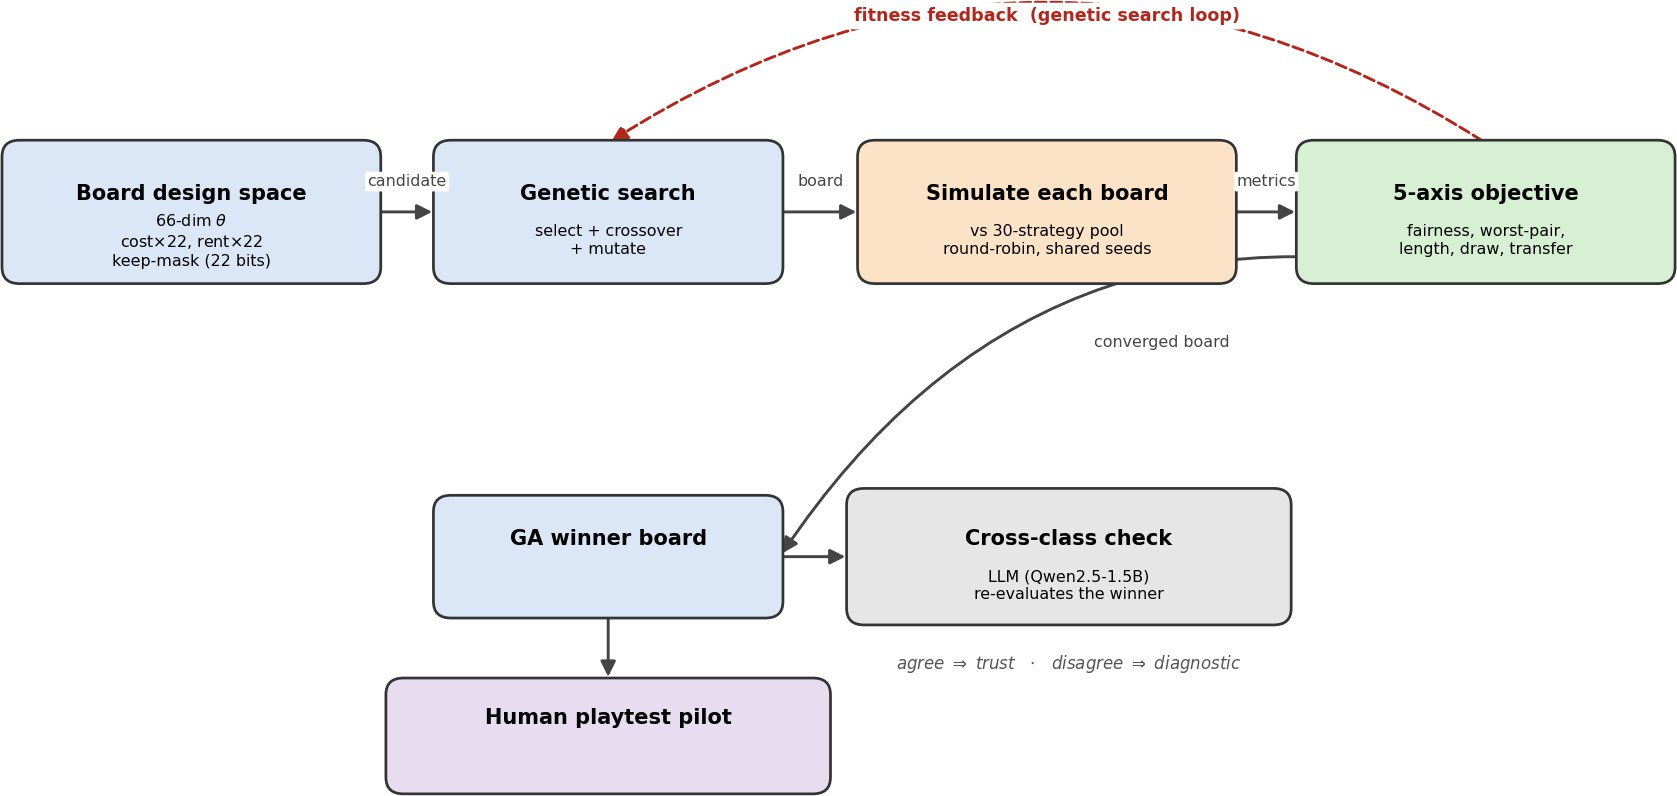 fitness feedback (genetic search loop)
Board design space
66-dim θ
cost×22, rent×22
keep-mask (22 bits)
candidate
Genetic search
select + crossover
+ mutate
board
Simulate each board
vs 30-strategy pool
round-robin, shared seeds
metrics
5-axis objective
fairness, worst-pair,
length, draw, transfer
converged board
GA winner board
Cross-class check
LLM (Qwen2.5-1.5B)
re-evaluates the winner
agree ⇒ trust · disagree ⇒ diagnostic
Human playtest pilot